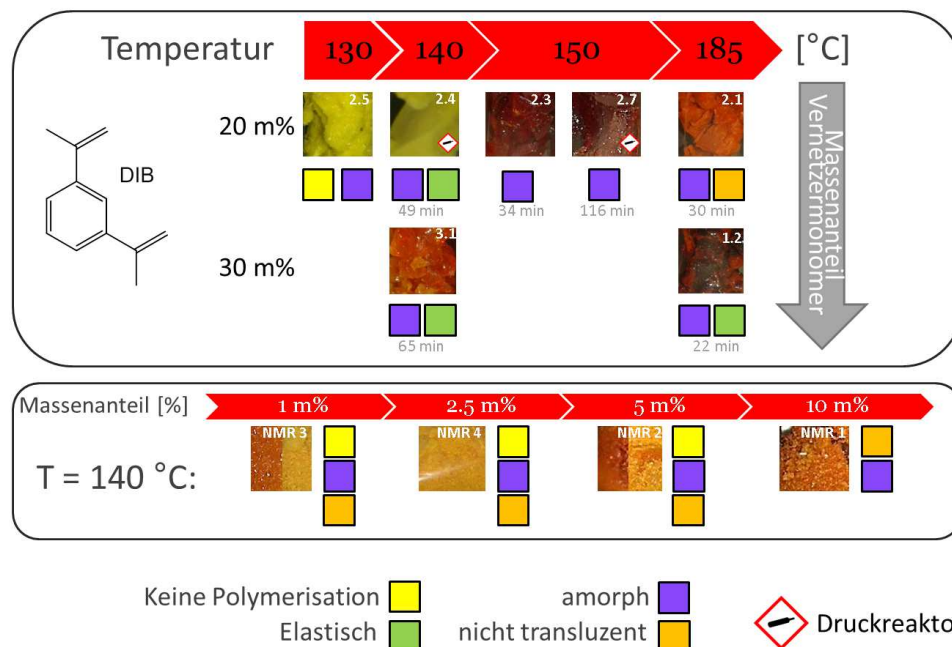 Temperatur 130 140 150 185 [°C]
2.5 2.4 2.3 2.7 2.1
20 m%
DIB
49 min 34 min 116 min 30 min
3.1 1.2
30 m%
65 min 22 min
Massenanteil
Vernetzermonomer
Massenanteil [%] 1 m% 2.5 m% 5 m% 10 m%
NMR 3 NMR 4 NMR 2 NMR 1
T = 140 °C:
Keine Polymerisation amorph
Elastisch nicht transluzent Druckreakto